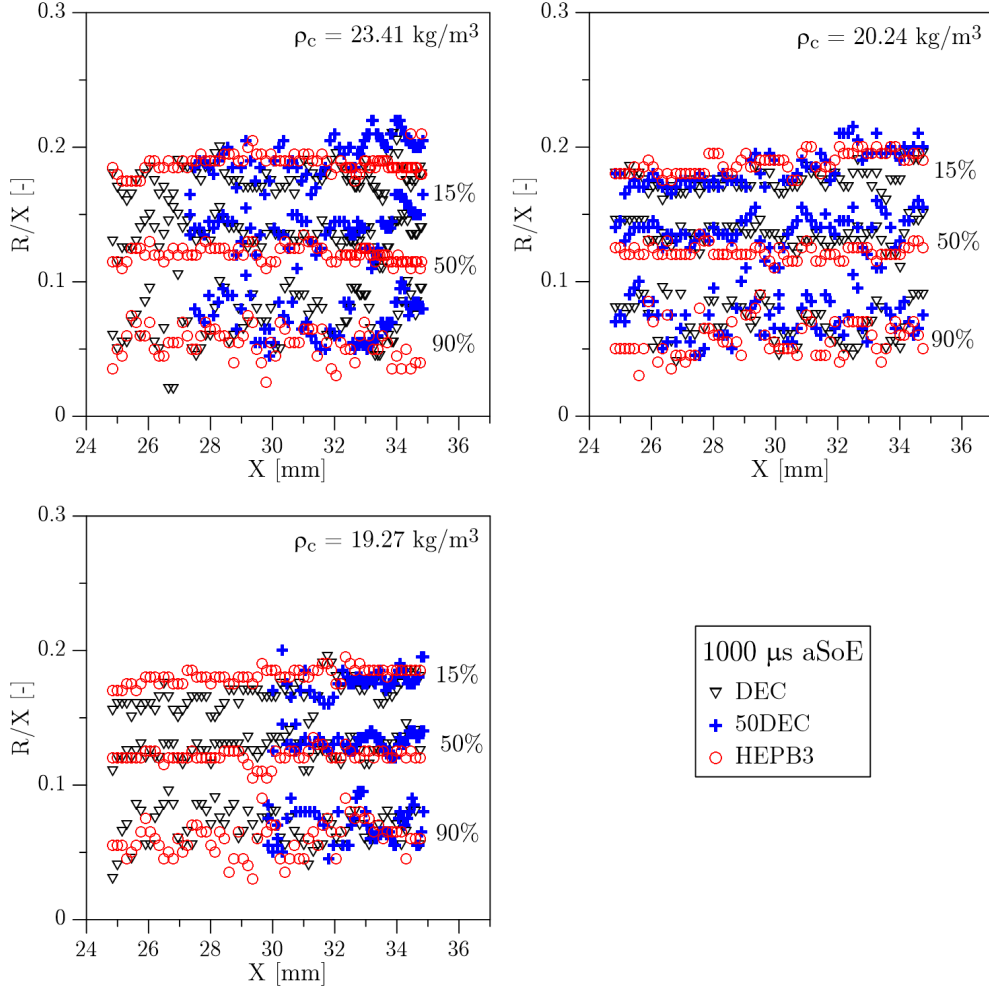 0.3
0.2
0.1
0
R/X [-]
ρc = 23.41 kg/m³
15%
50%
90%
24 26 28 30 32 34 36
X [mm]
0.3
0.2
0.1
0
R/X [-]
ρc = 20.24 kg/m³
15%
50%
90%
24 26 28 30 32 34 36
X [mm]
0.3
0.2
0.1
0
R/X [-]
ρc = 19.27 kg/m³
15%
50%
90%
24 26 28 30 32 34 36
X [mm]
1000 μs aSoE
DEC
50DEC
HEPB3